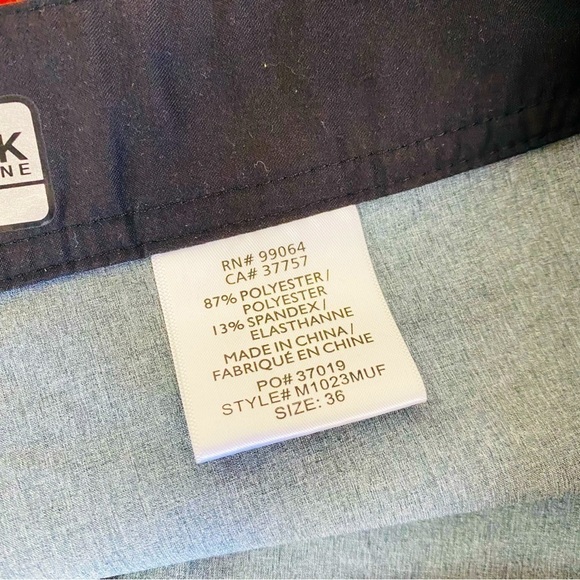 K
NE
RN# 99064
CA# 37757
87% POLYESTER /
POLYESTER
13% SPANDEX /
ELASTHANNE
MADE IN CHINA /
FABRIQUÉ EN CHINE
PO# 37019
STYLE# M1023MUF
SIZE: 36